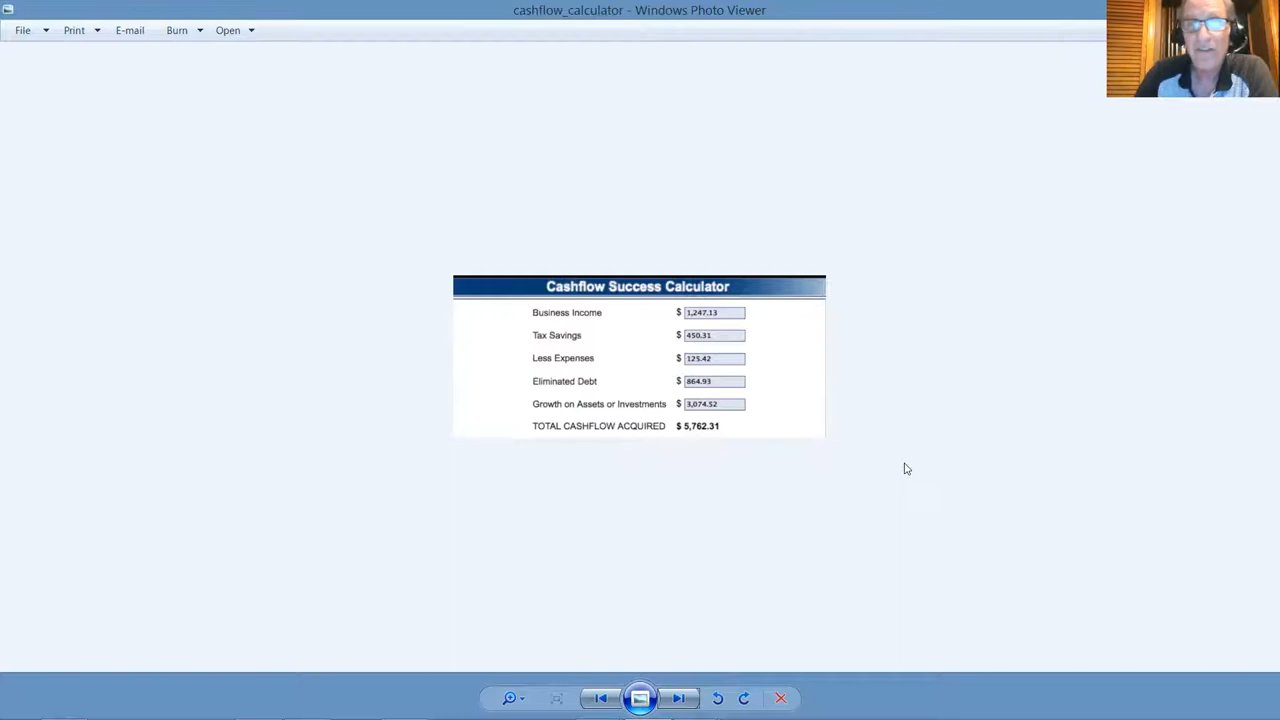 cashflow_calculator - Windows Photo Viewer
File Print E-mail Burn Open
Cashflow Success Calculator
Business Income $ 1,247.13
Tax Savings $ 450.31
Less Expenses $ 125.42
Eliminated Debt $ 864.93
Growth on Assets or Investments $ 3,074.52
TOTAL CASHFLOW ACQUIRED $ 5,762.31